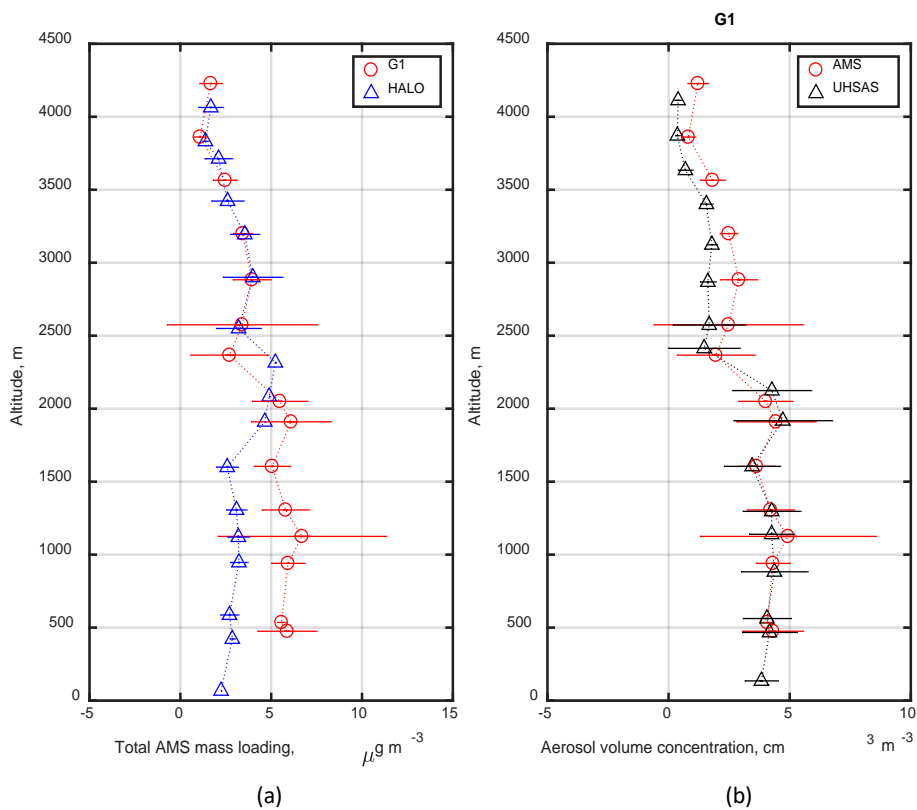 G1
4500
4000
3500
3000
2500
2000
1500
1000
500
0
-5
0
5
10
15
Altitude, m
G1
HALO
Total AMS mass loading, μg m -3
(a)
4500
4000
3500
3000
2500
2000
1500
1000
500
0
-5
0
5
10
Altitude, m
AMS
UHSAS
Aerosol volume concentration, cm 3 m -3
(b)